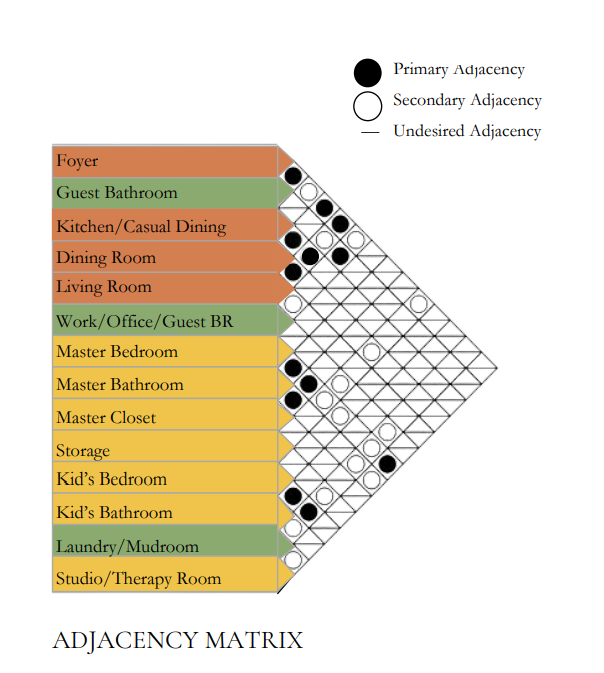 Primary Adjacency
Secondary Adjacency
Undesired Adjacency
Foyer
Guest Bathroom
Kitchen/Casual Dining
Dining Room
Living Room
Work/Office/Guest BR
Master Bedroom
Master Bathroom
Master Closet
Storage
Kid's Bedroom
Kid's Bathroom
Laundry/Mudroom
Studio/Therapy Room
ADJACENCY MATRIX